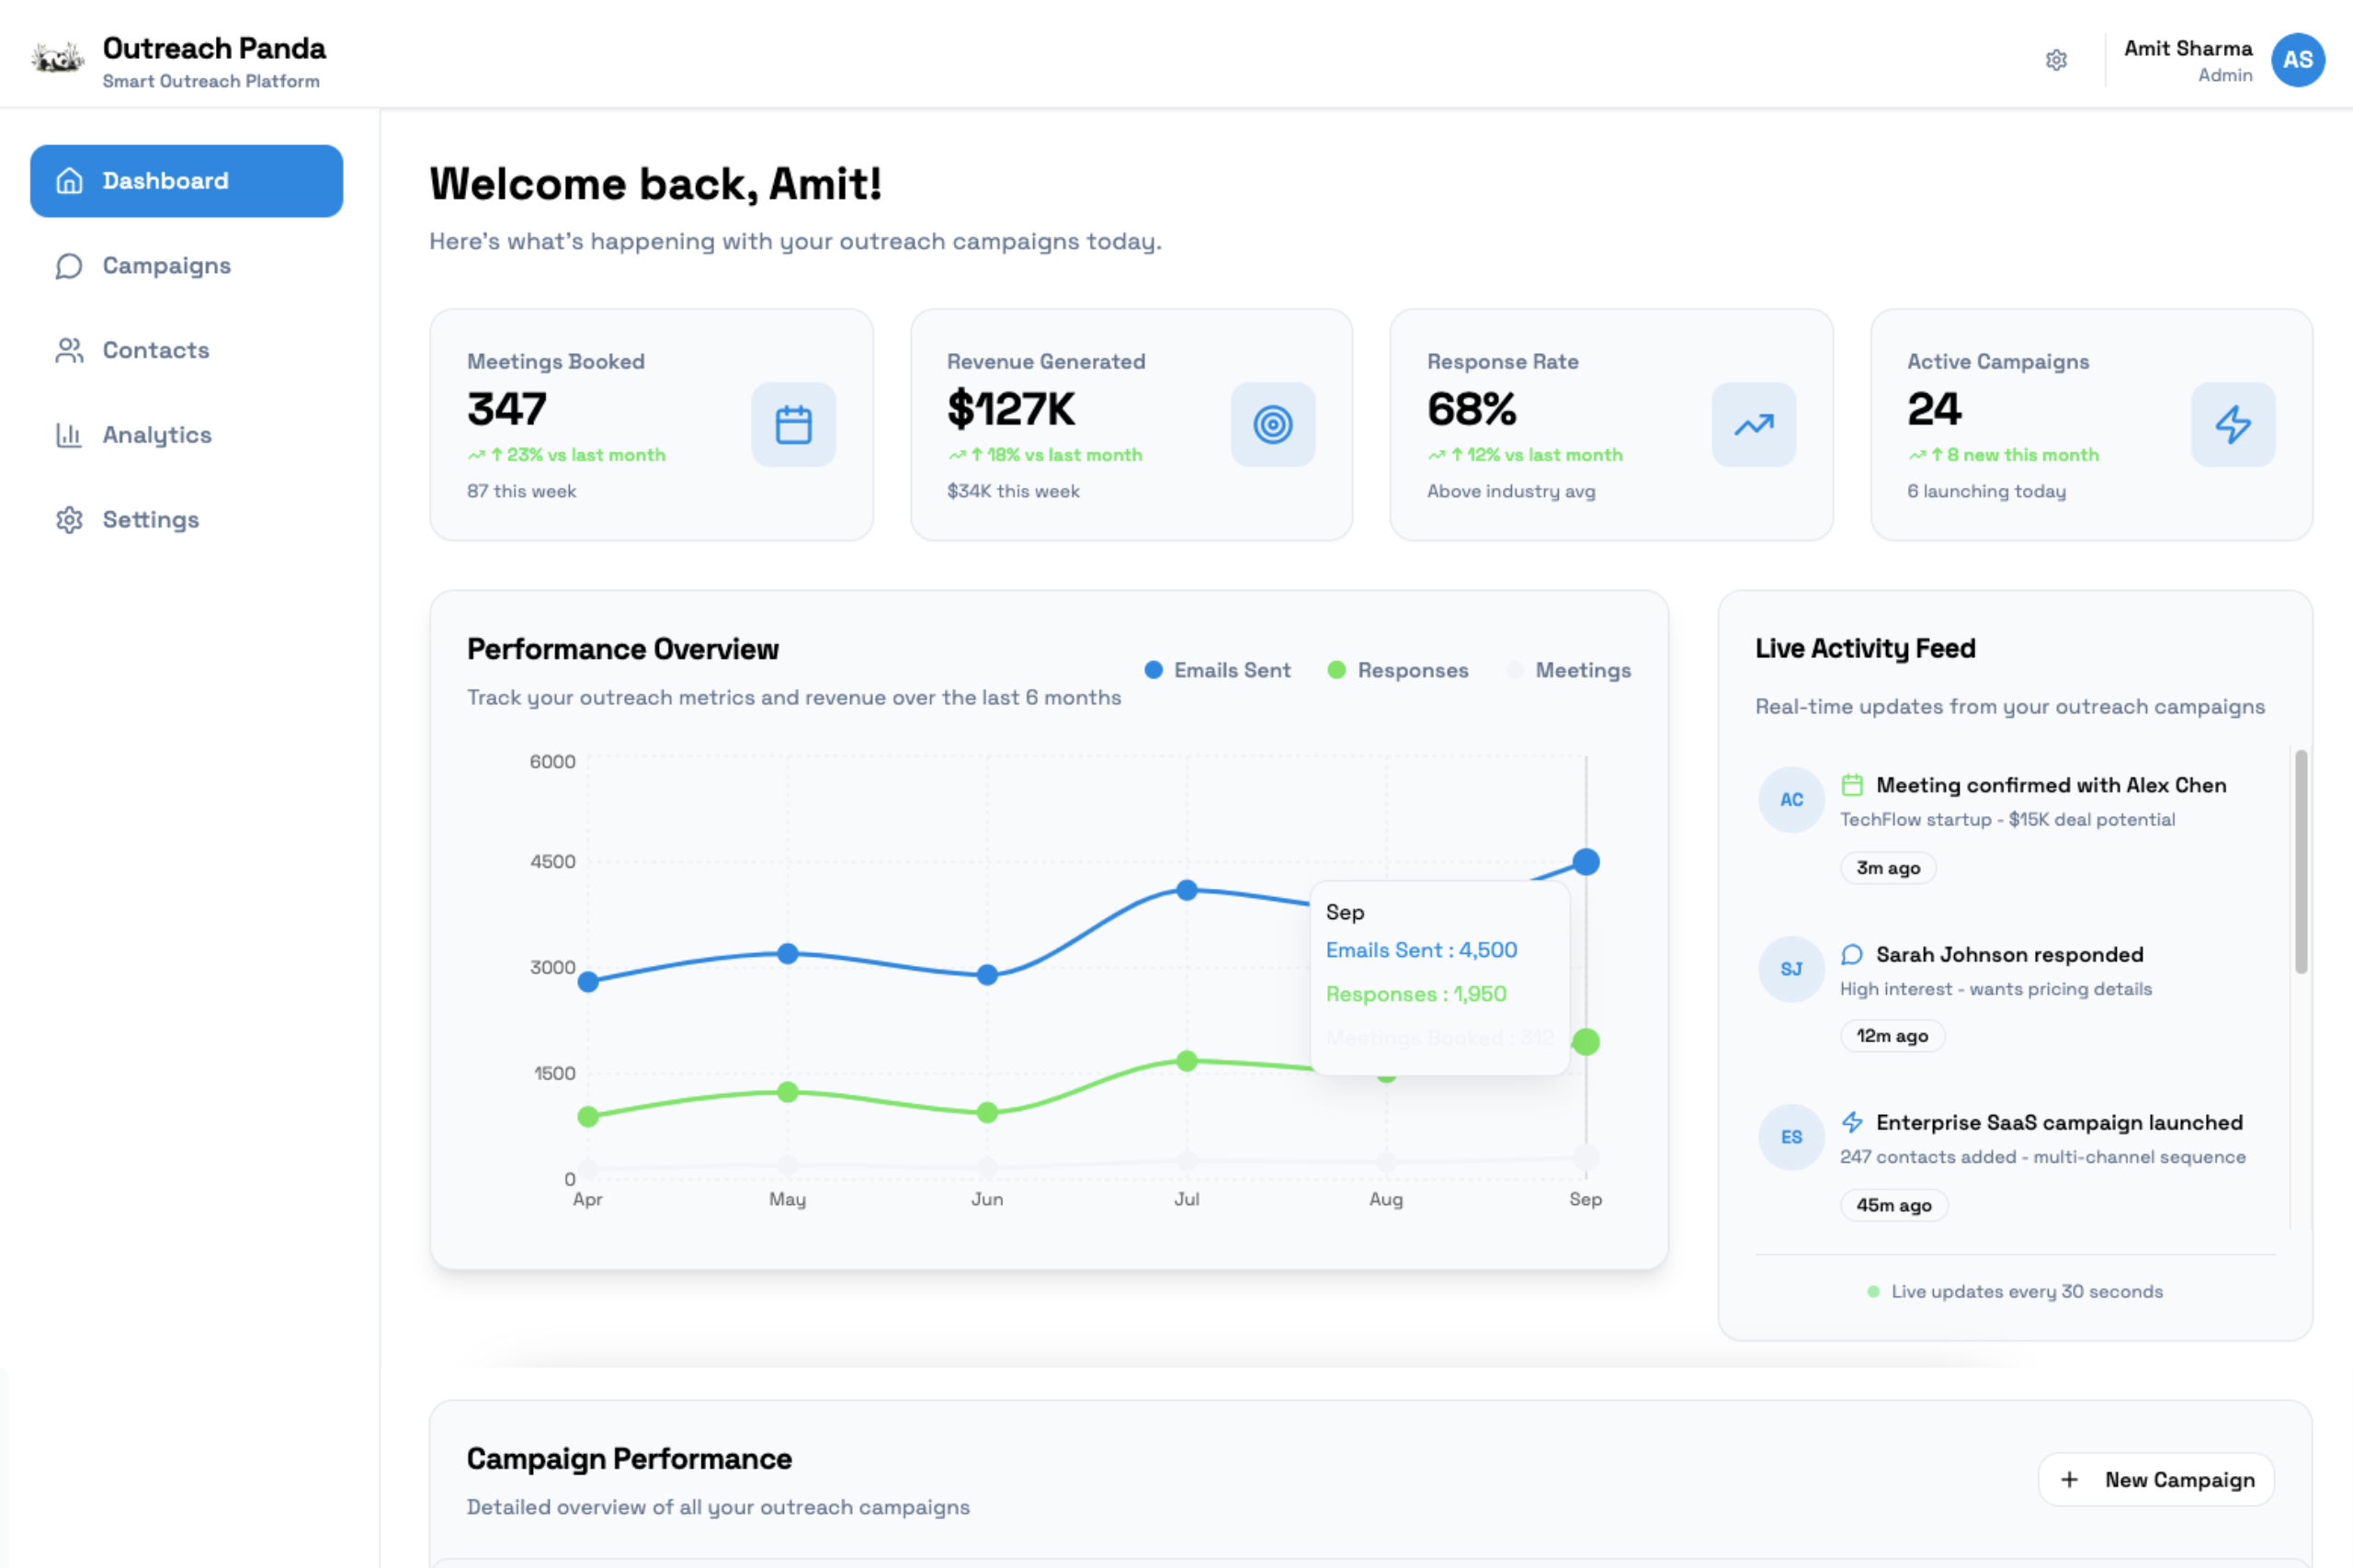 Outreach Panda
Smart Outreach Platform
Amit Sharma
Admin
AS
Dashboard
Campaigns
Contacts
Analytics
Settings
Welcome back, Amit!
Here's what's happening with your outreach campaigns today.
Meetings Booked
347
↑ 23% vs last month
87 this week
Revenue Generated
$127K
↑ 18% vs last month
$34K this week
Response Rate
68%
↑ 12% vs last month
Above industry avg
Active Campaigns
24
↑ 8 new this month
6 launching today
Performance Overview
Track your outreach metrics and revenue over the last 6 months
Emails Sent
Responses
Meetings
6000
4500
3000
1500
0
Apr
May
Jun
Jul
Aug
Sep
Sep
Emails Sent : 4,500
Responses : 1,950
Meetings Booked : 312
Live Activity Feed
Real-time updates from your outreach campaigns
AC
Meeting confirmed with Alex Chen
TechFlow startup - $15K deal potential
3m ago
SJ
Sarah Johnson responded
High interest - wants pricing details
12m ago
ES
Enterprise SaaS campaign launched
247 contacts added - multi-channel sequence
45m ago
Live updates every 30 seconds
Campaign Performance
Detailed overview of all your outreach campaigns
+ New Campaign